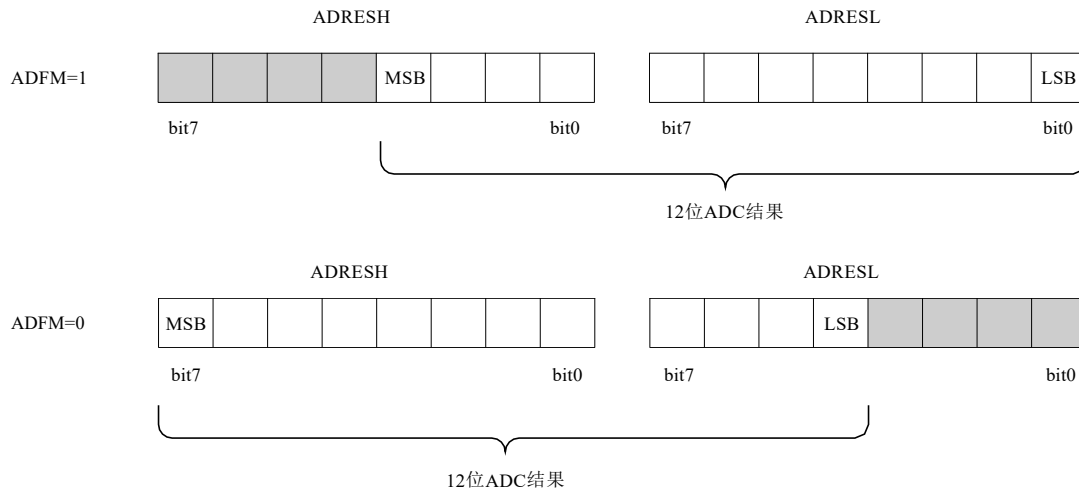 ADRESH ADRESL
ADFM=1 MSB LSB
bit7 bit0 bit7 bit0
12位ADC结果
ADRESH ADRESL
ADFM=0 MSB LSB
bit7 bit0 bit7 bit0
12位ADC结果